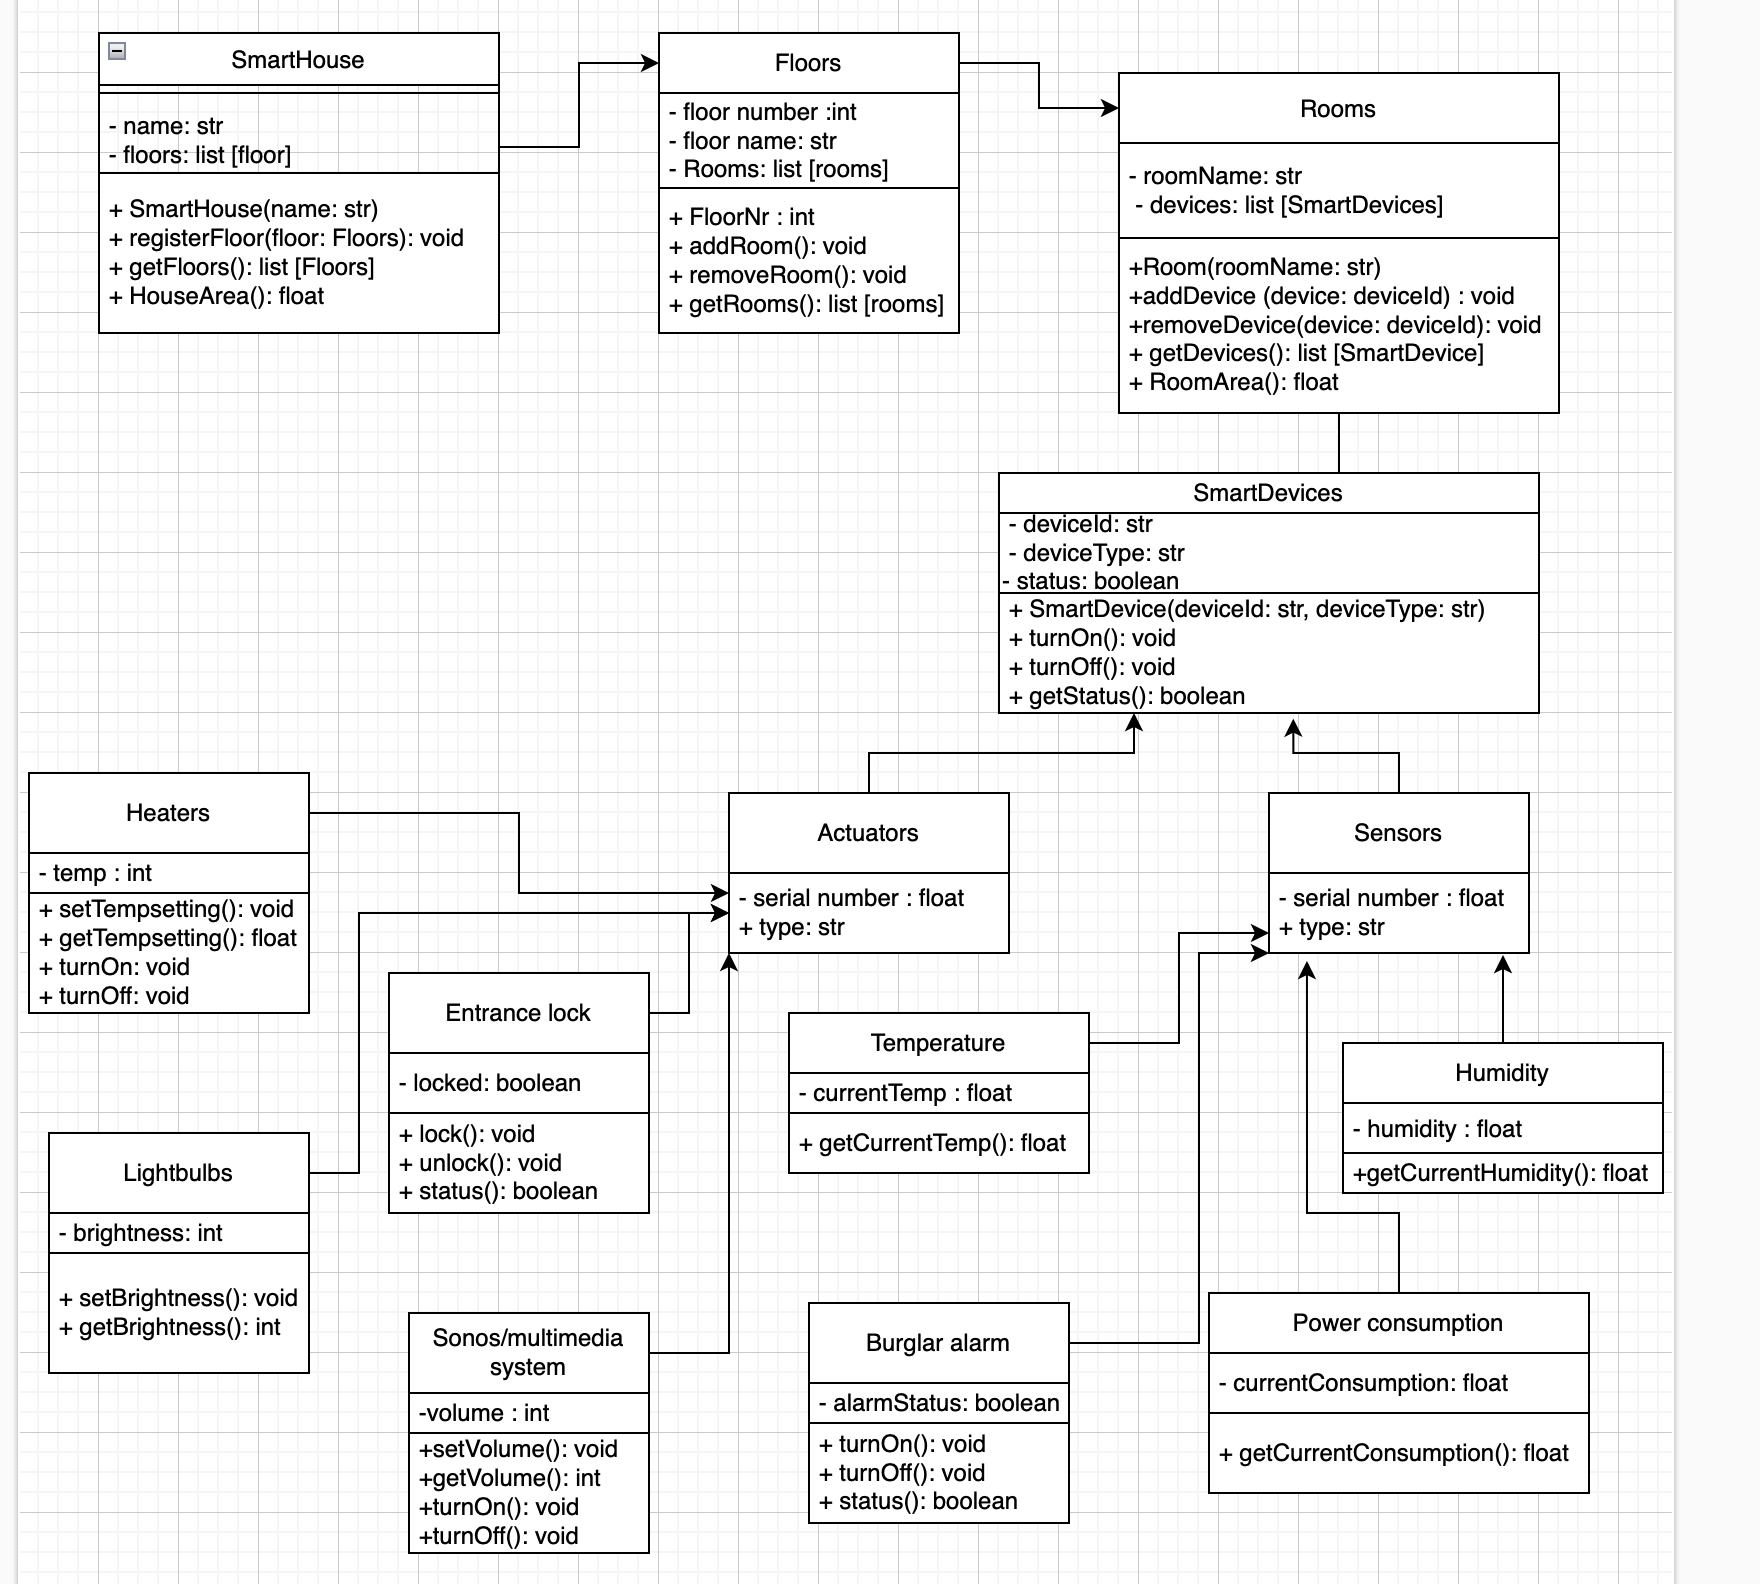 SmartHouse
- name: str
- floors: list [floor]
+ SmartHouse(name: str)
+ registerFloor(floor: Floors): void
+ getFloors(): list [Floors]
+ HouseArea(): float
Floors
- floor number :int
- floor name: str
- Rooms: list [rooms]
+ FloorNr : int
+ addRoom(): void
+ removeRoom(): void
+ getRooms(): list [rooms]
Rooms
- roomName: str
- devices: list [SmartDevices]
+Room(roomName: str)
+addDevice (device: deviceId) : void
+removeDevice(device: deviceId): void
+ getDevices(): list [SmartDevice]
+ RoomArea(): float
SmartDevices
- deviceId: str
- deviceType: str
- status: boolean
+ SmartDevice(deviceId: str, deviceType: str)
+ turnOn(): void
+ turnOff(): void
+ getStatus(): boolean
Heaters
- temp : int
+ setTempsetting(): void
+ getTempsetting(): float
+ turnOn: void
+ turnOff: void
Actuators
- serial number : float
+ type: str
Sensors
- serial number : float
+ type: str
Entrance lock
- locked: boolean
+ lock(): void
+ unlock(): void
+ status(): boolean
Temperature
- currentTemp : float
+ getCurrentTemp(): float
Humidity
- humidity : float
+getCurrentHumidity(): float
Lightbulbs
- brightness: int
+ setBrightness(): void
+ getBrightness(): int
Sonos/multimedia
system
-volume : int
+setVolume(): void
+getVolume(): int
+turnOn(): void
+turnOff(): void
Burglar alarm
- alarmStatus: boolean
+ turnOn(): void
+ turnOff(): void
+ status(): boolean
Power consumption
- currentConsumption: float
+ getCurrentConsumption(): float